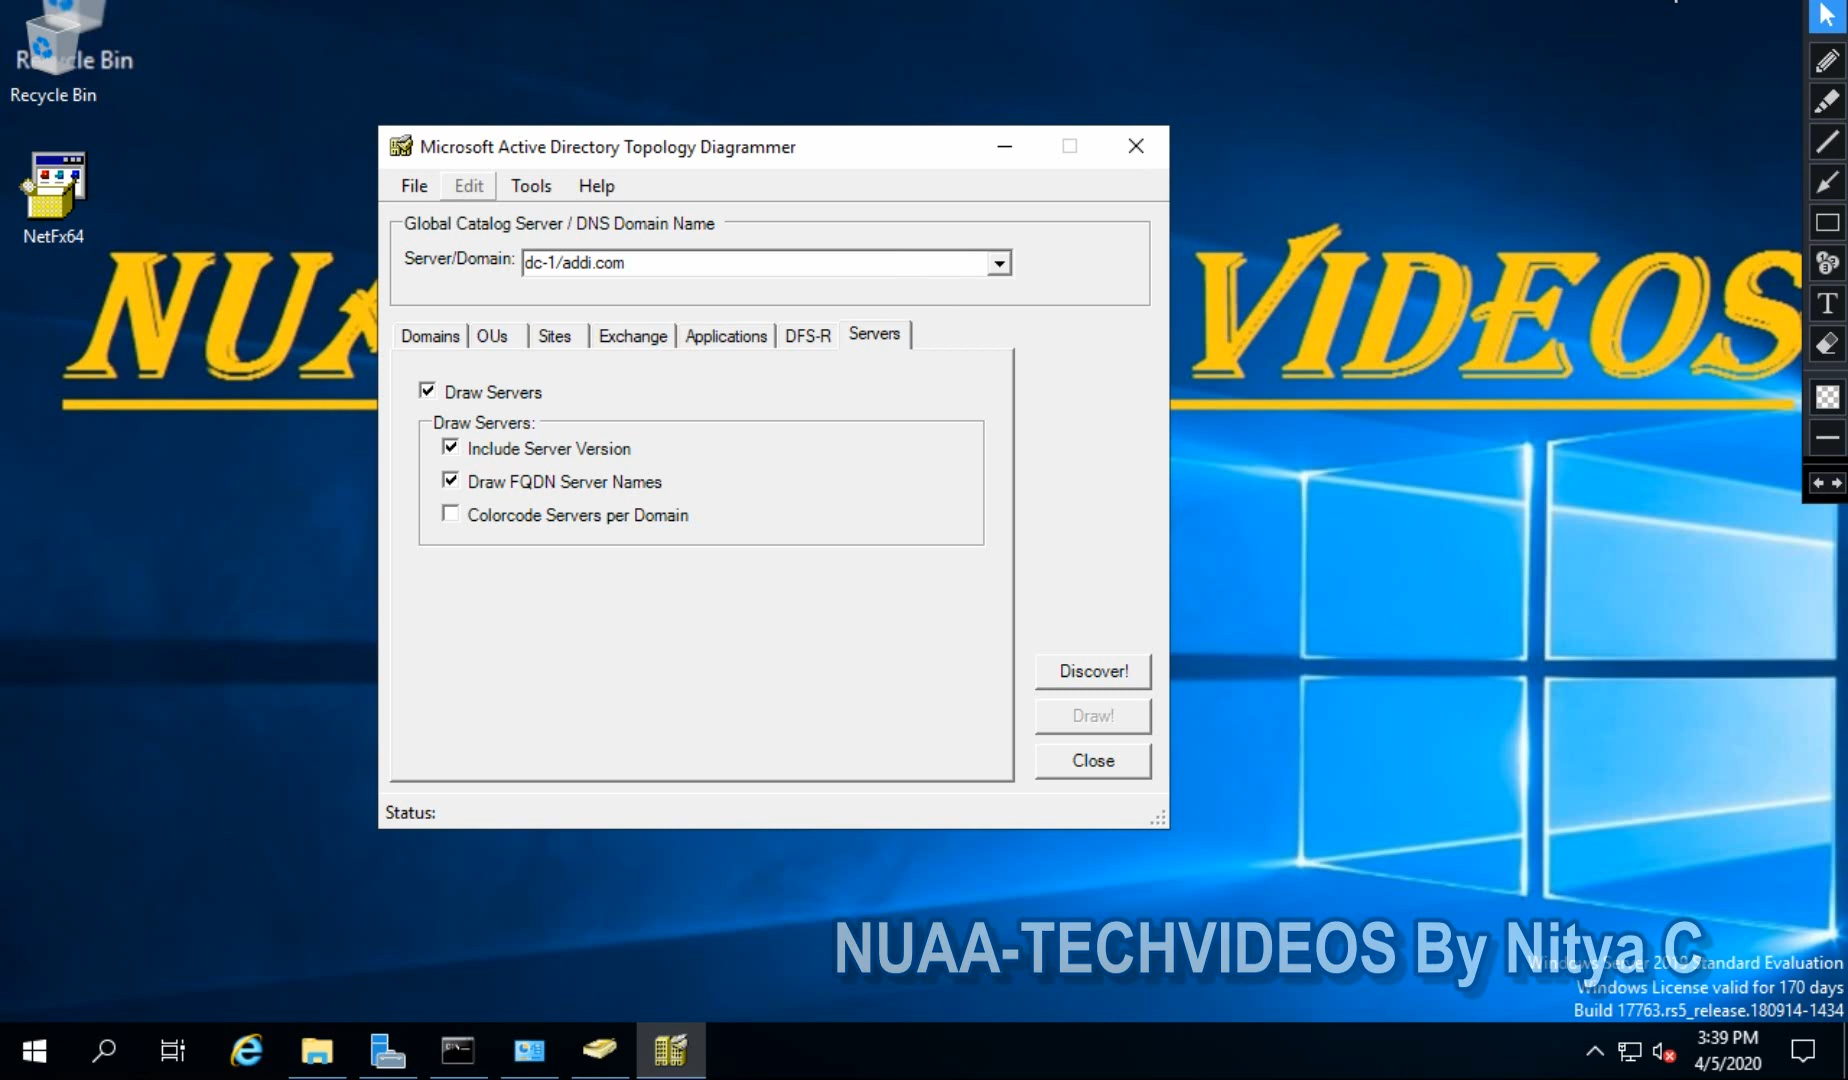 Recycle Bin
Recycle Bin
NetFx64
Microsoft Active Directory Topology Diagrammer
File Edit Tools Help
Global Catalog Server / DNS Domain Name
Server/Domain: dc-1/addi.com
Domains OUs Sites Exchange Applications DFS-R Servers
Draw Servers
Draw Servers:
Include Server Version
Draw FQDN Server Names
Colorcode Servers per Domain
Discover!
Draw!
Close
Status:
VIDEOS
NUAA-TECHVIDEOS By Nitya C
Windows Server 2019 Standard Evaluation
Windows License valid for 170 days
Build 17763.rs5_release.180914-1434
3:39 PM
4/5/2020